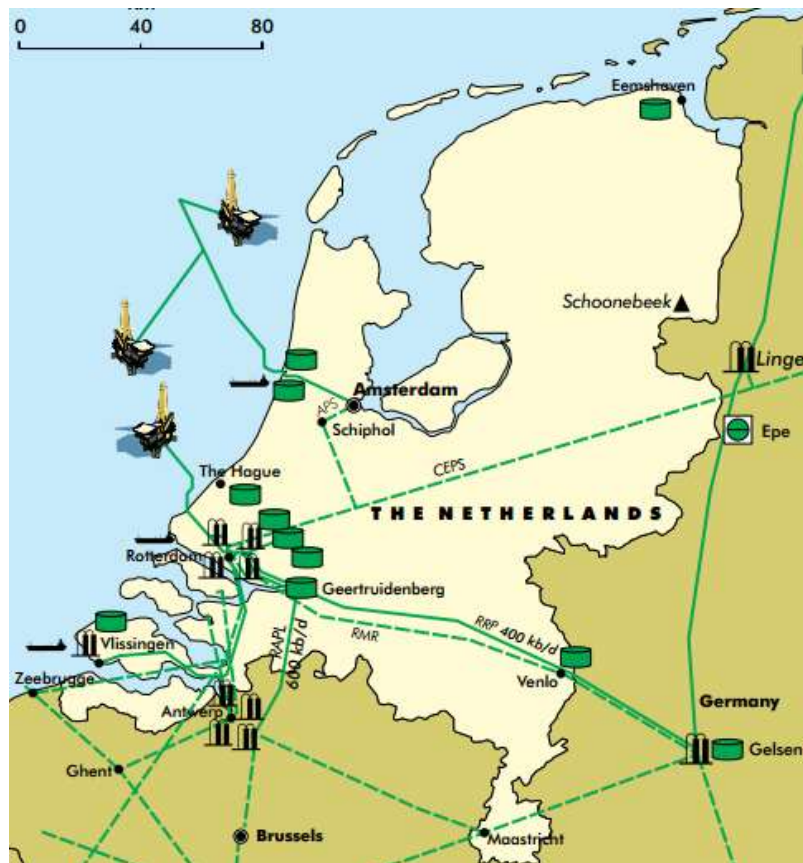 0 40 80
Eemshaven
Schoonebeek
Linge
Amsterdam
APS
Schiphol
Epe
CEPS
The Hague
THE NETHERLANDS
Rotterdam
Geertruidenberg
RAPL
600 kb/d
RMR
RRP 400 kb/d
Vlissingen
Zeebrugge
Venlo
Germany
Antwerp
Gelsen
Ghent
Brussels
Maastricht